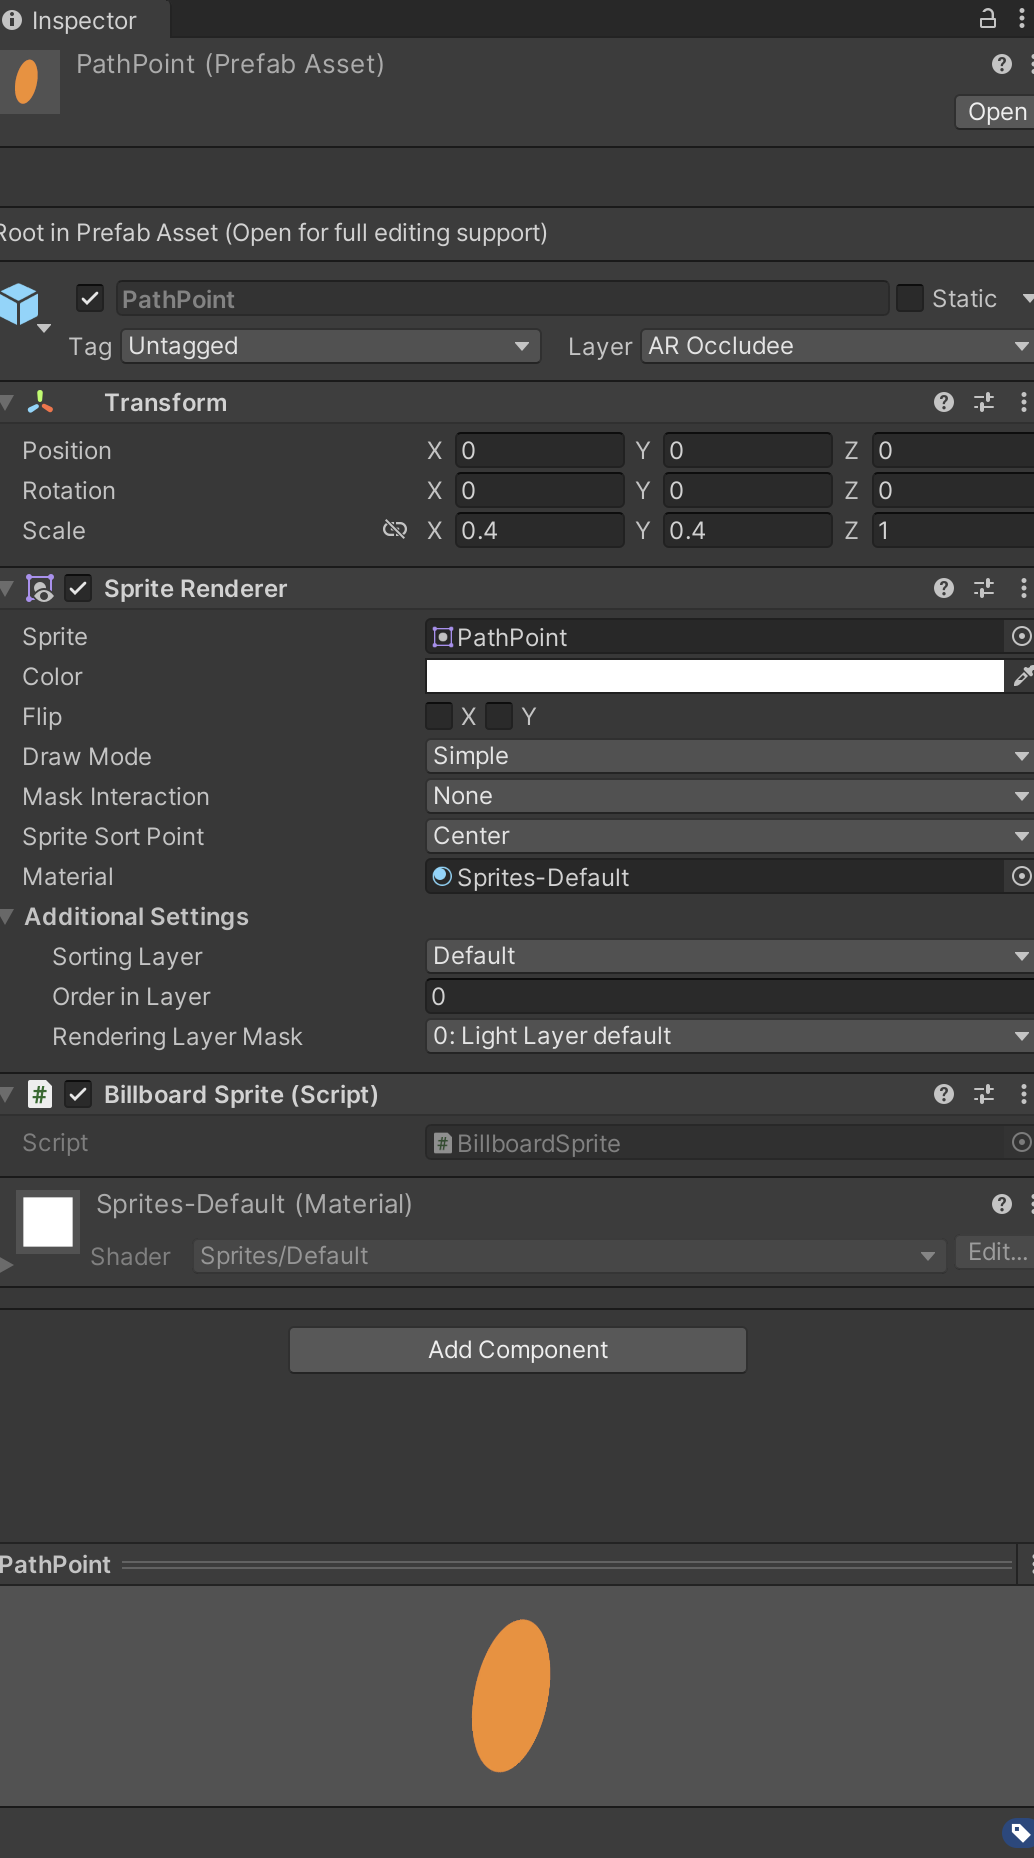 Inspector
PathPoint (Prefab Asset)
Open
Root in Prefab Asset (Open for full editing support)
PathPoint Static
Tag Untagged Layer AR Occludee
Transform
Position X 0 Y 0 Z 0
Rotation X 0 Y 0 Z 0
Scale X 0.4 Y 0.4 Z 1
Sprite Renderer
Sprite PathPoint
Color
Flip X Y
Draw Mode Simple
Mask Interaction None
Sprite Sort Point Center
Material Sprites-Default
Additional Settings
Sorting Layer Default
Order in Layer 0
Rendering Layer Mask 0: Light Layer default
# Billboard Sprite (Script)
Script # BillboardSprite
Sprites-Default (Material)
Shader Sprites/Default Edit...
Add Component
PathPoint